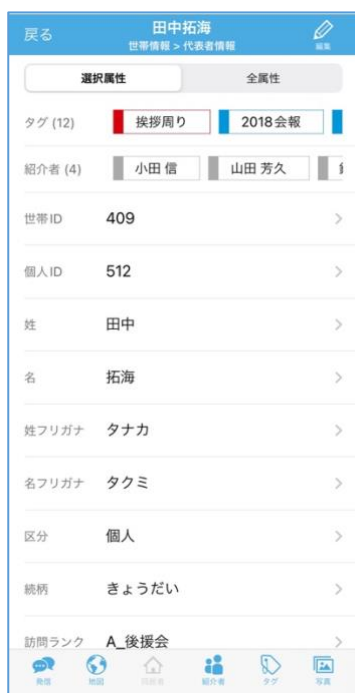 戻る
田中拓海
世帯情報 > 代表者情報
編集
選択属性
全属性
タグ (12)
挨拶周り
2018会報
紹介者 (4)
小田 信
山田 芳久
世帯ID
409
個人ID
512
姓
田中
名
拓海
姓フリガナ
タナカ
名フリガナ
タクミ
区分
個人
続柄
きょうだい
訪問ランク
A_後援会
発信
地図
紹介者
タグ
写真